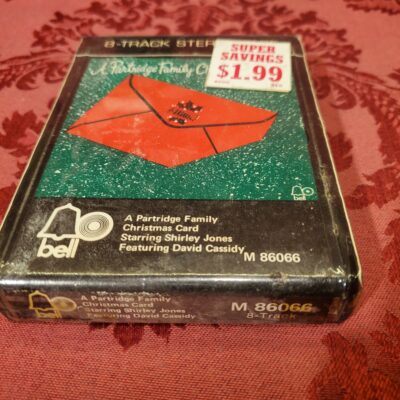 8-TRACK STER
SUPER
SAVINGS
$1.99
A Partridge Family C
bell
bell
A Partridge Family
Christmas Card
Starring Shirley Jones
Featuring David Cassidy
M 86066
A Partridge Family
Christmas Card
Starring Shirley Jones
Featuring David Cassidy
M 86066
8-Track